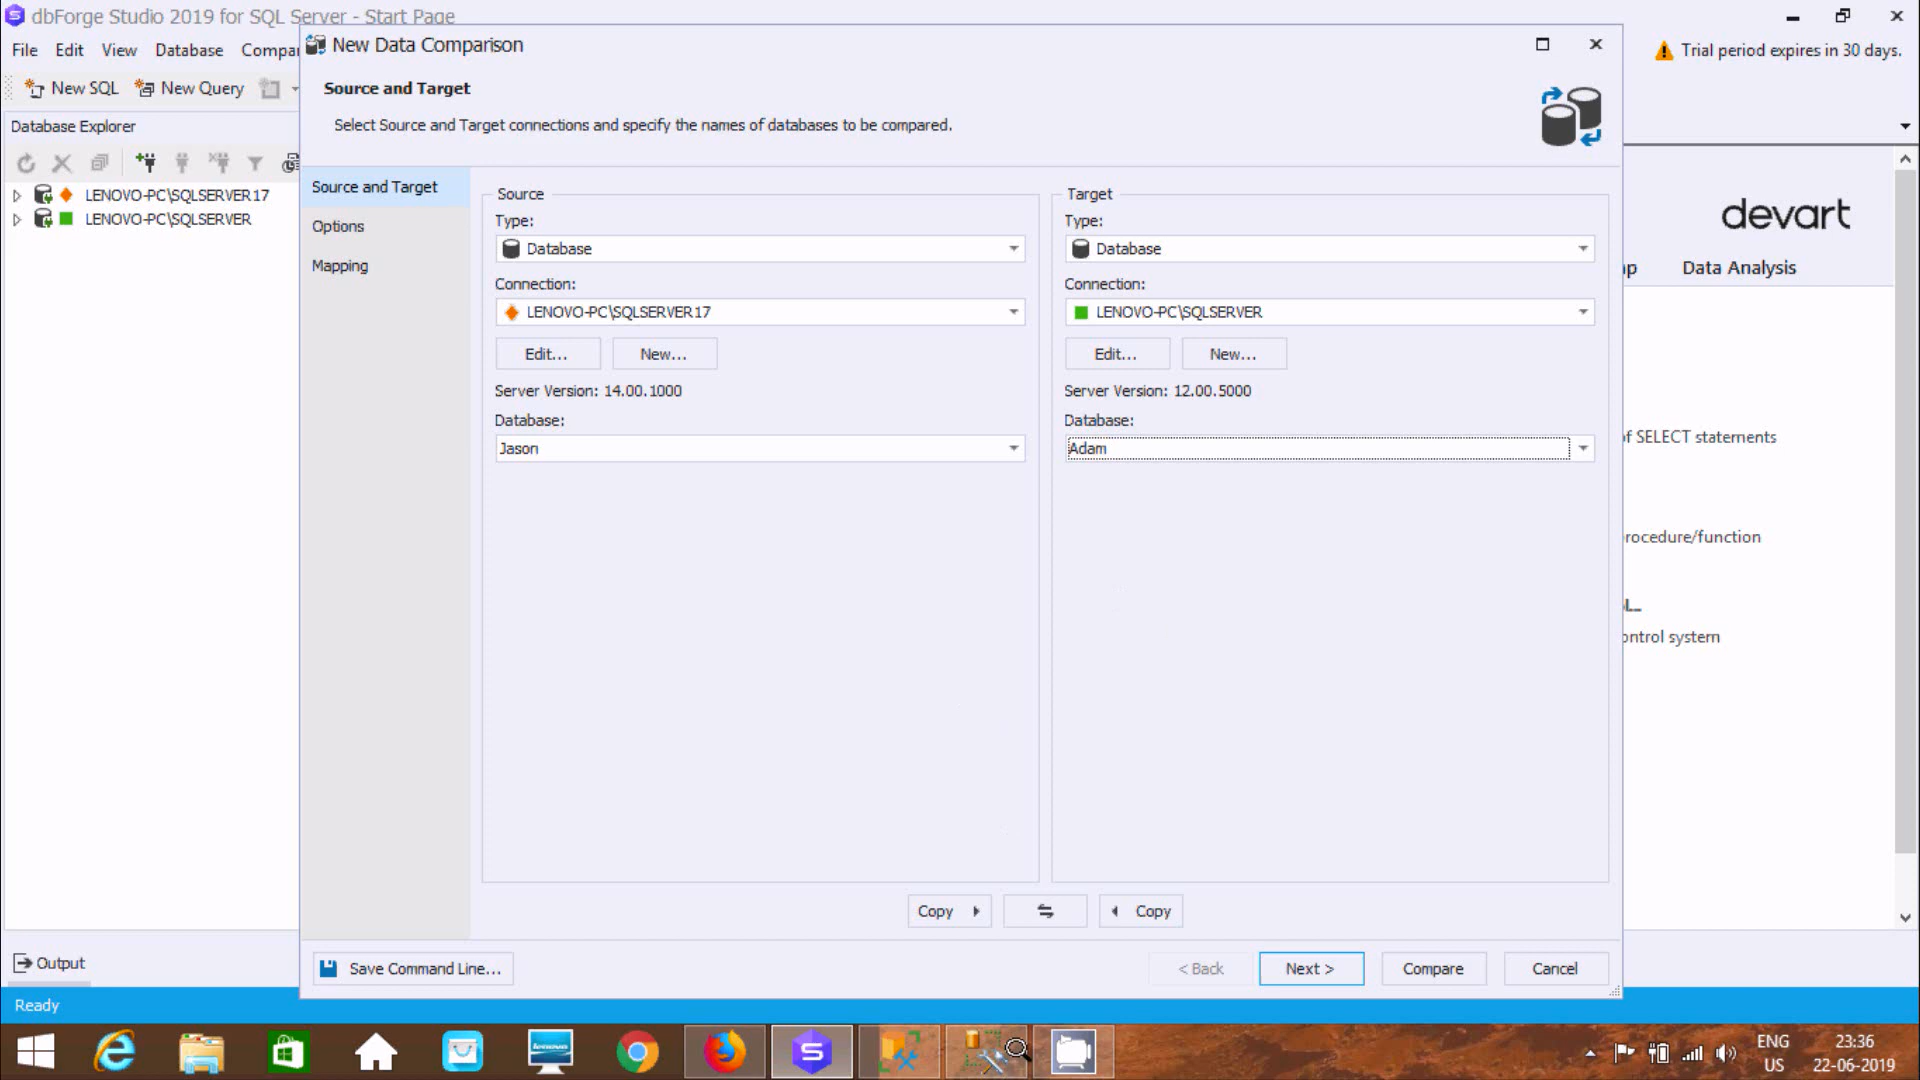 dbForge Studio 2019 for SQL Server - Start Page
File Edit View Database Compa
Trial period expires in 30 days.
New SQL New Query
Database Explorer
LENOVO-PC\SQLSERVER17
LENOVO-PC\SQLSERVER
New Data Comparison
Source and Target
Select Source and Target connections and specify the names of databases to be compared.
Source and Target
Options
Mapping
Source
Type:
Database
Connection:
LENOVO-PC\SQLSERVER17
Edit... New...
Server Version: 14.00.1000
Database:
Jason
Target
Type:
Database
Connection:
LENOVO-PC\SQLSERVER
Edit... New...
Server Version: 12.00.5000
Database:
Adam
Copy
Copy
Save Command Line...
< Back Next > Compare Cancel
devart
Data Analysis
of SELECT statements
rocedure/function
ontrol system
Output
Ready
lenovo
ENG
US
23:36
22-06-2019